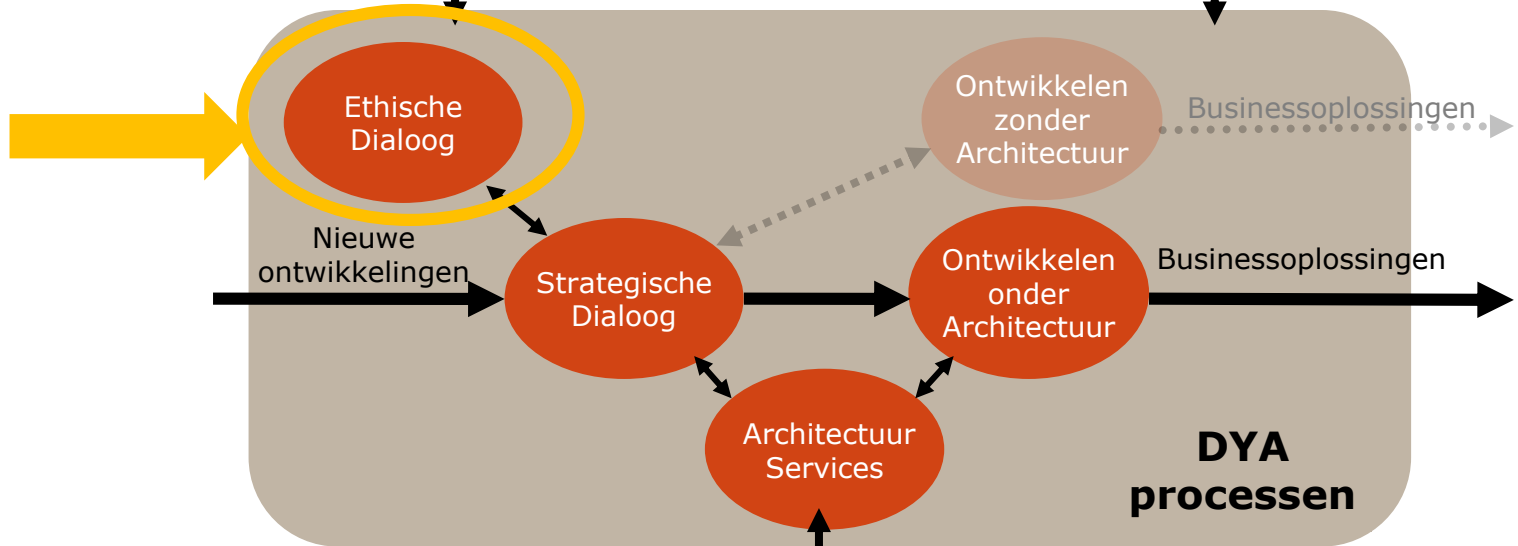 Ethische
Dialoog
Ontwikkelen
zonder
Architectuur
Businessoplossingen
Nieuwe
ontwikkelingen
Strategische
Dialoog
Ontwikkelen
onder
Architectuur
Businessoplossingen
Architectuur
Services
DYA
processen